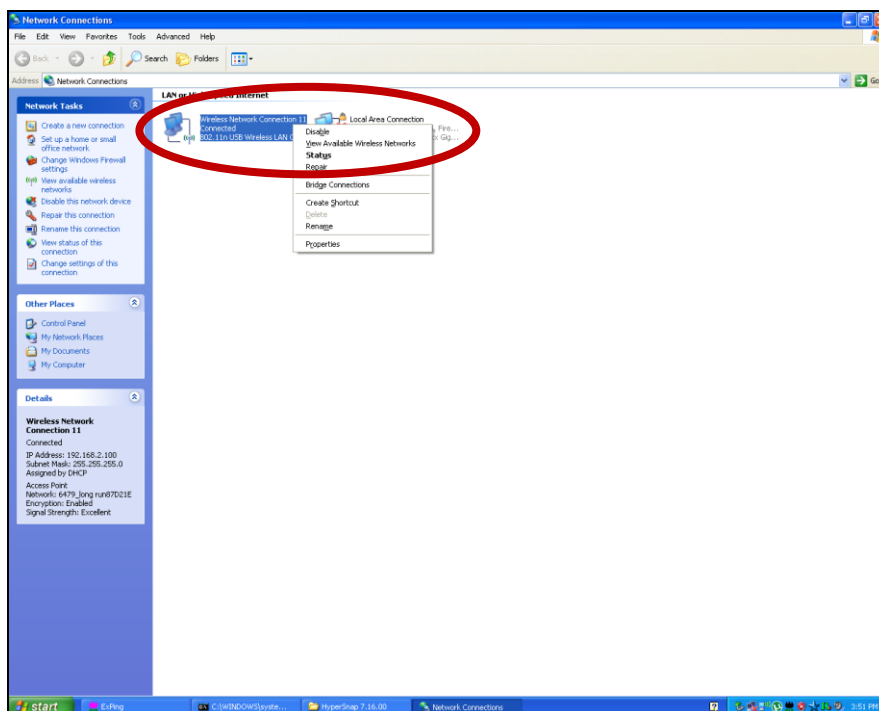 Network Connections
File Edit View Favorites Tools Advanced Help
Back Search Folders
Address Network Connections Go
Network Tasks
Create a new connection
Set up a home or small
office network
Change Windows Firewall
settings
View available wireless
networks
Disable this network device
Repair this connection
Rename this connection
View status of this
connection
Change settings of this
connection
Other Places
Control Panel
My Network Places
My Documents
My Computer
Details
Wireless Network
Connection 11
Connected
IP Address: 192.168.2.100
Subnet Mask: 255.255.255.0
Assigned by DHCP
Access Point
Network: 6479_long run87D21E
Encryption: Enabled
Signal Strength: Excellent
LAN or Internet
Wireless Network Connection 11
Connected
802.11n USB Wireless LAN
Local Area Connection
, Fire...
Gig...
Disable
View Available Wireless Networks
Status
Repair
Bridge Connections
Create Shortcut
Delete
Rename
Properties
start ExPing C:\WINDOWS\syste... HyperSnap 7.16.00 Network Connections 3:51 PM